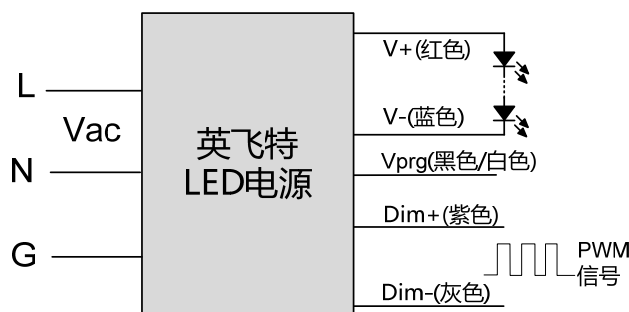 L
Vac
N
G
英飞特
LED电源
V+(红色)
V-(蓝色)
Vprg(黑色/白色)
Dim+(紫色)
PWM
信号
Dim-(灰色)